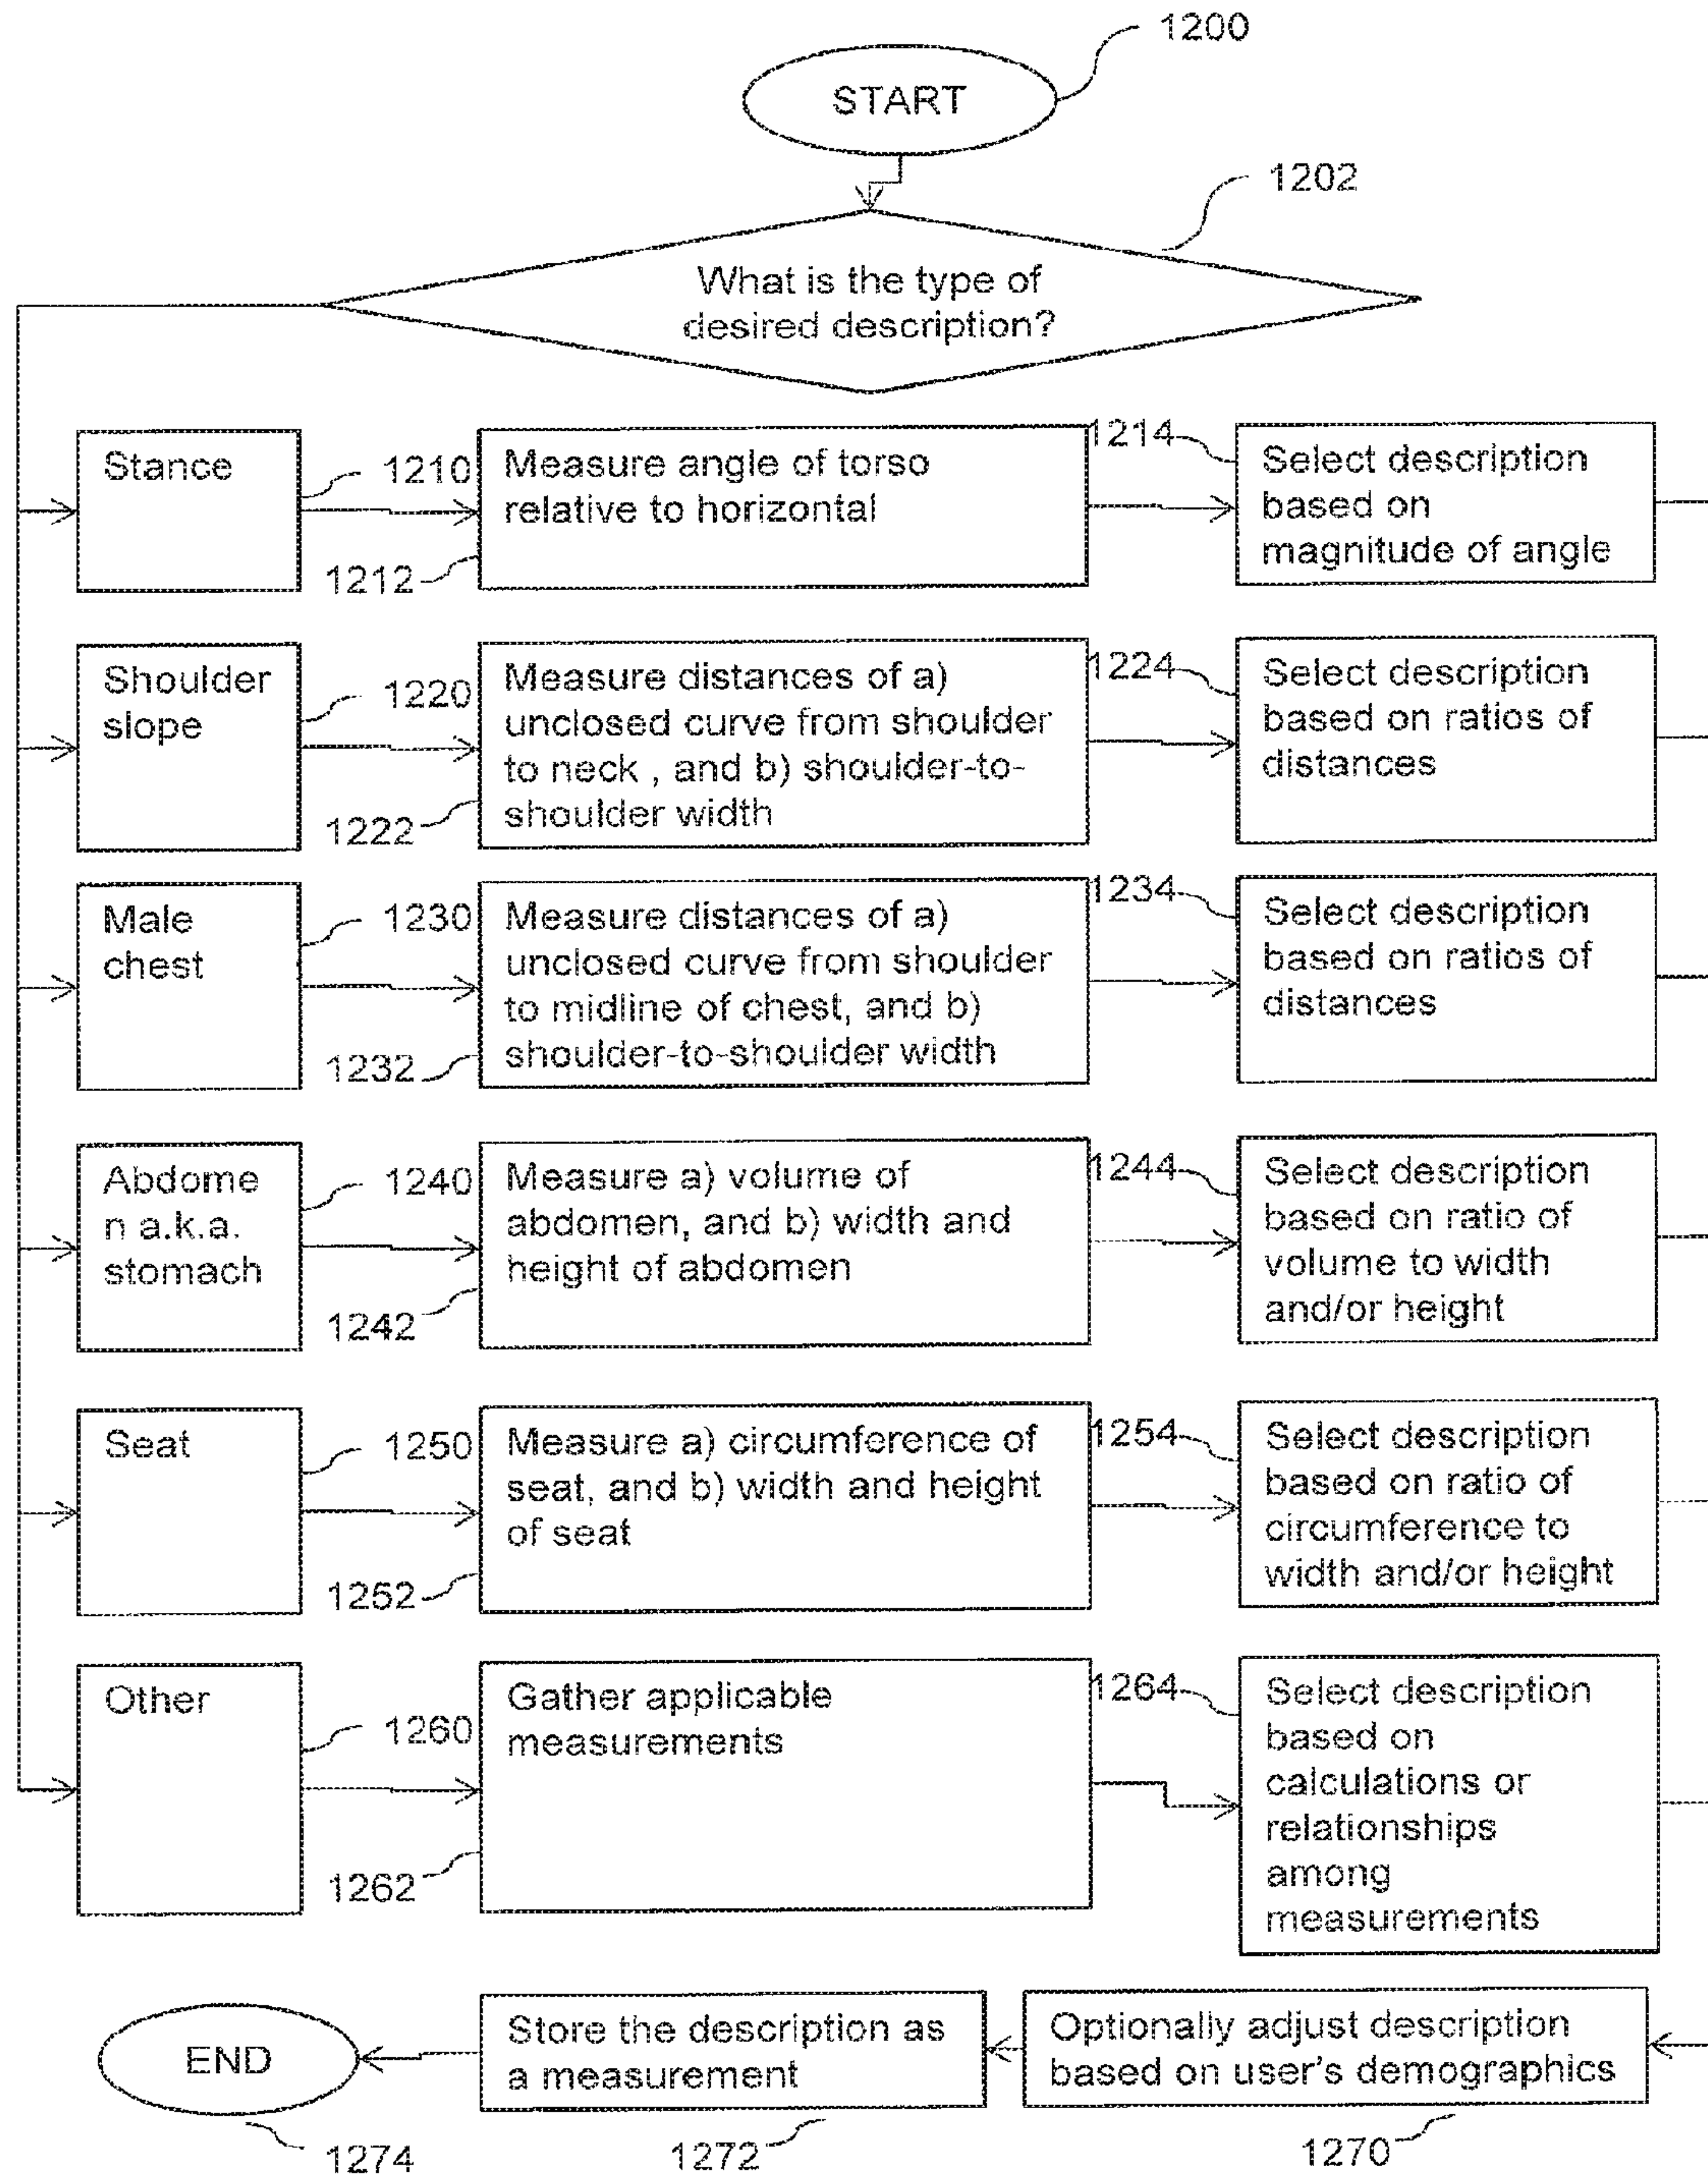 1200
START
1202
What is the type of
desired description?
Stance
1210
1212
Measure angle of torso
relative to horizontal
1214
Select description
based on
magnitude of angle
Shoulder
slope
1220
1222
Measure distances of a)
unclosed curve from shoulder
to neck , and b) shoulder-to-
shoulder width
1224
Select description
based on ratios of
distances
Male
chest
1230
1232
Measure distances of a)
unclosed curve from shoulder
to midline of chest, and b)
shoulder-to-shoulder width
1234
Select description
based on ratios of
distances
Abdome
n a.k.a.
stomach
1240
1242
Measure a) volume of
abdomen, and b) width and
height of abdomen
1244
Select description
based on ratio of
volume to width
and/or height
Seat
1250
1252
Measure a) circumference of
seat, and b) width and height
of seat
1254
Select description
based on ratio of
circumference to
width and/or height
Other
1260
1262
Gather applicable
measurements
1264
Select description
based on
calculations or
relationships
among
measurements
END
1274
Store the description as
a measurement
1272
Optionally adjust description
based on user's demographics
1270